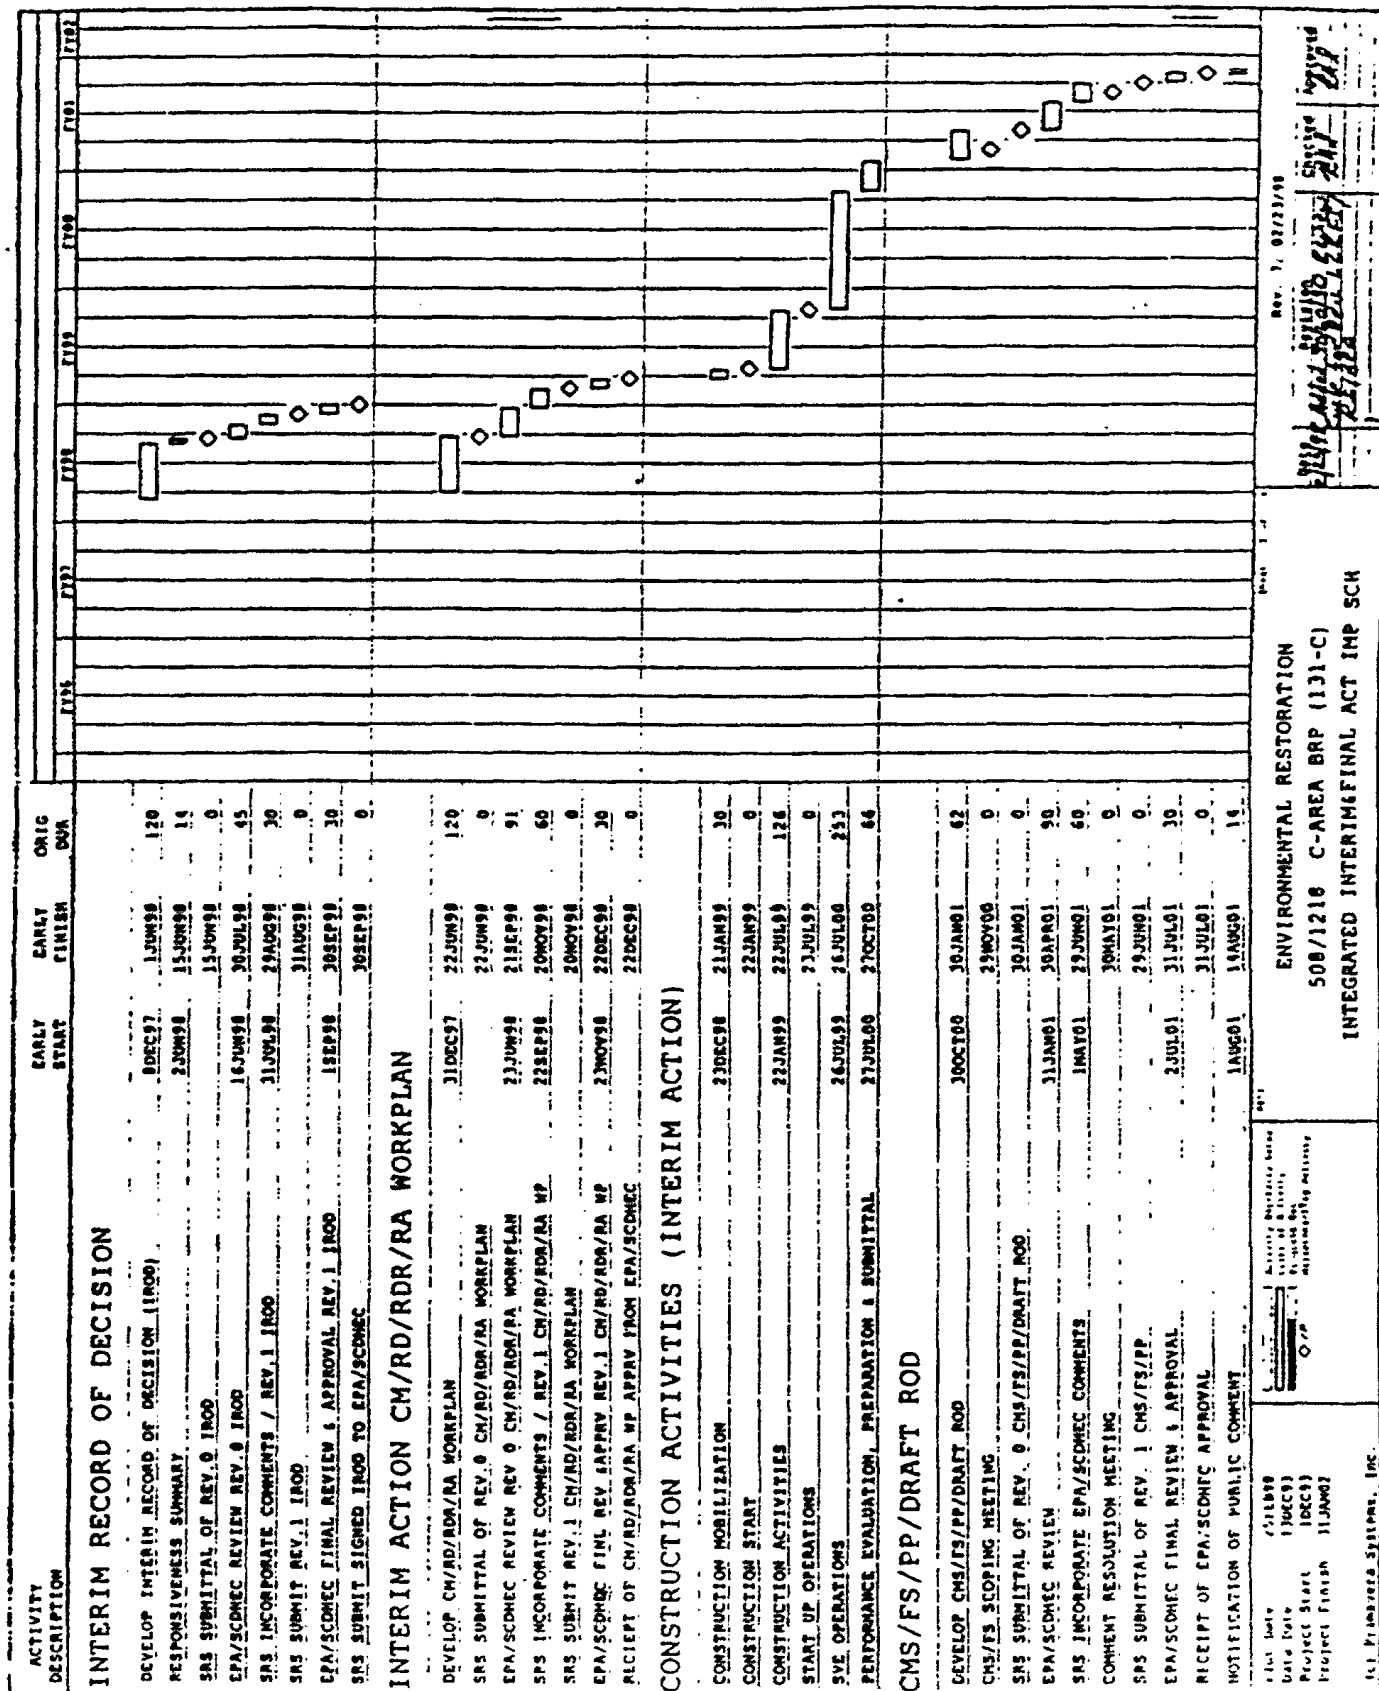 ACTIVITY DESCRIPTION EARLY START EARLY FINISH ORIG DUR FY96 FY97 FY98 FY99 FY00 FY01 FY02
INTERIM RECORD OF DECISION
DEVELOP INTERIM RECORD OF DECISION (IROD) 8DEC97 1JUN98 120
RESPONSIVENESS SUMMARY 2JUN98 15JUN98 14
SRS SUBMITTAL OF REV.0 IROD 15JUN98 0
EPA/SCDHEC REVIEW REV.0 IROD 16JUN98 30JUL98 45
SRS INCORPORATE COMMENTS / REV.1 IROD 31JUL98 29AUG98 30
SRS SUBMIT REV.1 IROD 31AUG98 0
EPA/SCDHEC FINAL REVIEW & APPROVAL REV.1 IROD 1SEP98 30SEP98 30
SRS SUBMIT SIGNED IROD TO EPA/SCDHEC 30SEP98 0
INTERIM ACTION CM/RD/RDR/RA WORKPLAN
DEVELOP CM/RD/RDR/RA WORKPLAN 31DEC97 22JUN98 120
SRS SUBMITTAL OF REV.0 CM/RD/RDR/RA WORKPLAN 22JUN98 0
EPA/SCDHEC REVIEW REV 0 CM/RD/RDR/RA WORKPLAN 23JUN98 21SEP98 91
SRS INCORPORATE COMMENTS / REV.1 CM/RD/RDR/RA WP 22SEP98 20NOV98 60
SRS SUBMIT REV.1 CM/RD/RDR/RA WORKPLAN 20NOV98 0
EPA/SCDHEC FINL REV &APPRV REV.1 CM/RD/RDR/RA WP 23NOV98 22DEC98 30
RECIEPT OF CM/RD/RDR/RA WP APPRV FROM EPA/SCDHEC 22DEC98 0
CONSTRUCTION ACTIVITIES (INTERIM ACTION)
CONSTRUCTION MOBILIZATION 23DEC98 21JAN99 30
CONSTRUCTION START 22JAN99 0
CONSTRUCTION ACTIVITIES 22JAN99 22JUL99 126
START UP OPERATIONS 23JUL99 0
SVE OPERATIONS 26JUL99 26JUL00 253
PERFORMANCE EVALUATION, PREPARATION & SUBMITTAL 27JUL00 27OCT00 66
CMS/FS/PP/DRAFT ROD
DEVELOP CMS/FS/PP/DRAFT ROD 30OCT00 30JAN01 62
CMS/FS SCOPING MEETING 29NOV00 0
SRS SUBMITTAL OF REV. 0 CMS/FS/PP/DRAFT ROD 30JAN01 0
EPA/SCDHEC REVIEW 31JAN01 30APR01 90
SRS INCORPORATE EPA/SCDHEC COMMENTS 1MAY01 29JUN01 60
COMMENT RESOLUTION MEETING 30MAY01 0
SRS SUBMITTAL OF REV. 1 CMS/FS/PP 29JUN01 0
EPA/SCDHEC FINAL REVIEW & APPROVAL 2JUL01 31JUL01 30
RECEIPT OF EPA/SCDHEC APPROVAL 31JUL01 0
NOTIFICATION OF PUBLIC COMMENT 1AUG01 14AUG01 14
Plot Date
Data Date
Project Start 1DEC93
Project Finish 31JAN02
(c) Primavera Systems, Inc.
ENVIRONMENTAL RESTORATION
508/1218 C-AREA BRP (131-C)
INTEGRATED INTERIM&FINAL ACT IMP SCH
Date Revision Checked Approved